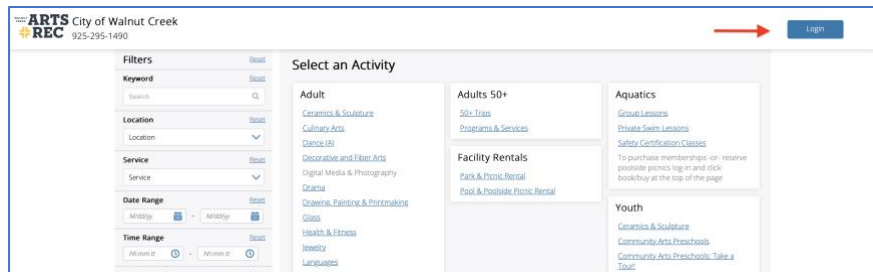 ARTS
REC
City of Walnut Creek
925-295-1490
Login
Filters
Reset
Keyword
Reset
Search
Location
Reset
Location
Service
Reset
Service
Date Range
Reset
M/dd/yy - M/dd/yy
Time Range
Reset
hh:mm tt - hh:mm tt
Select an Activity
Adult
Ceramics & Sculpture
Culinary Arts
Dance (A)
Decorative and Fiber Arts
Digital Media & Photography
Drama
Drawing, Painting & Printmaking
Glass
Health & Fitness
Jewelry
Languages
Adults 50+
50+ Trips
Programs & Services
Facility Rentals
Park & Picnic Rental
Pool & Poolside Picnic Rental
Aquatics
Group Lessons
Private Swim Lessons
Safety Certification Classes
To purchase memberships -or- reserve
poolside picnics log-in and click
book/buy at the top of the page
Youth
Ceramics & Sculpture
Community Arts Preschools
Community Arts Preschools: Take a
Tour!